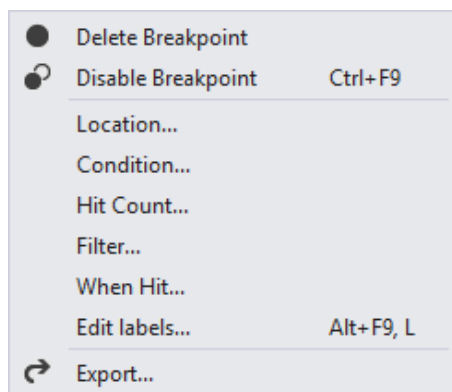 Delete Breakpoint
Disable Breakpoint Ctrl+F9
Location...
Condition...
Hit Count...
Filter...
When Hit...
Edit labels... Alt+F9, L
Export...